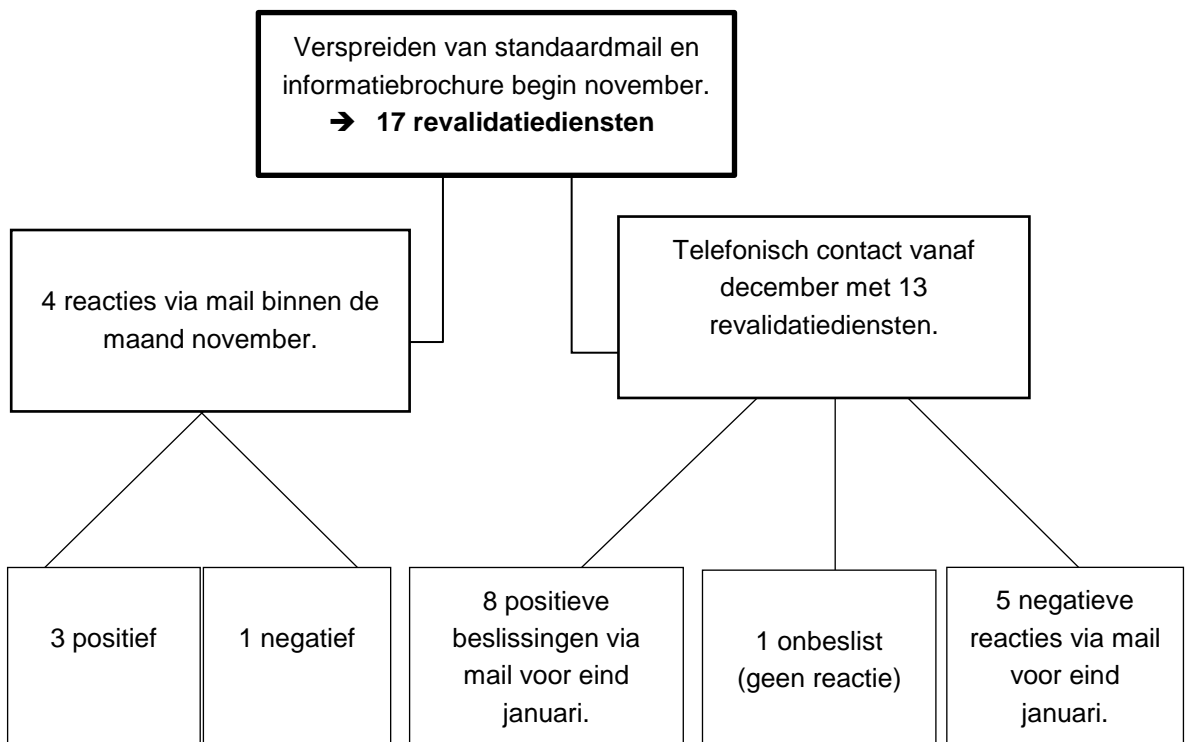 Verspreiden van standaardmail en
informatiebrochure begin november.
➔ 17 revalidatiediensten
4 reacties via mail binnen de
maand november.
Telefonisch contact vanaf
december met 13
revalidatiediensten.
3 positief
1 negatief
8 positieve
beslissingen via
mail voor eind
januari.
1 onbeslist
(geen reactie)
5 negatieve
reacties via mail
voor eind
januari.